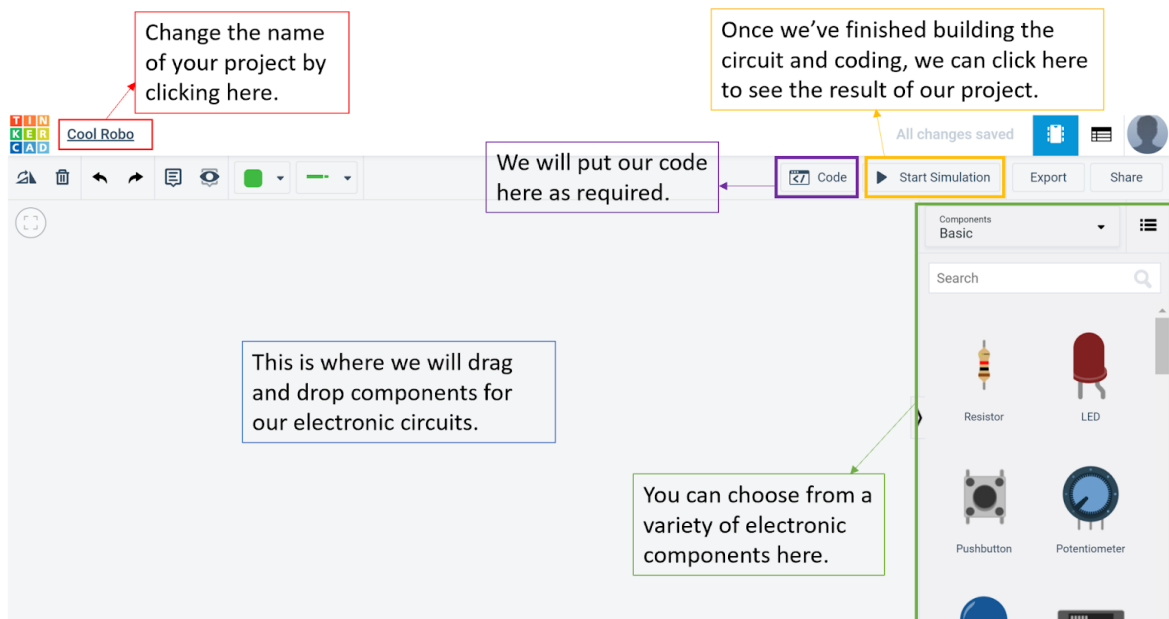 Change the name
of your project by
clicking here.
Once we’ve finished building the
circuit and coding, we can click here
to see the result of our project.
TIN
KER
CAD
Cool Robo
All changes saved
We will put our code
here as required.
Code
Start Simulation
Export
Share
Components
Basic
Search
This is where we will drag
and drop components for
our electronic circuits.
Resistor
LED
You can choose from a
variety of electronic
components here.
Pushbutton
Potentiometer